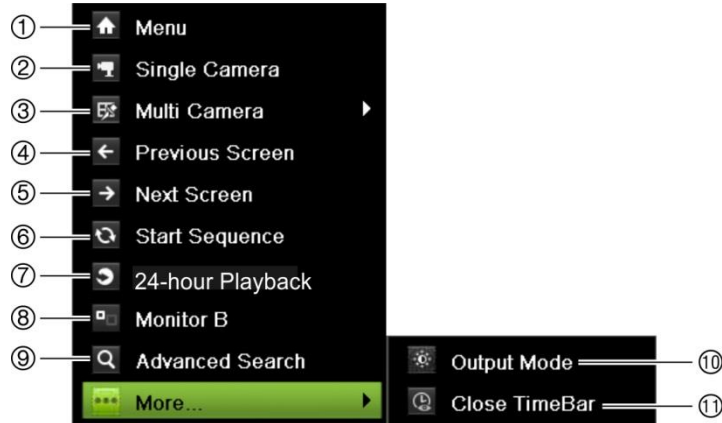 ① Menu
② Single Camera
③ Multi Camera
④ Previous Screen
⑤ Next Screen
⑥ Start Sequence
⑦ 24-hour Playback
⑧ Monitor B
⑨ Advanced Search Output Mode ⑩
More... Close TimeBar ⑪